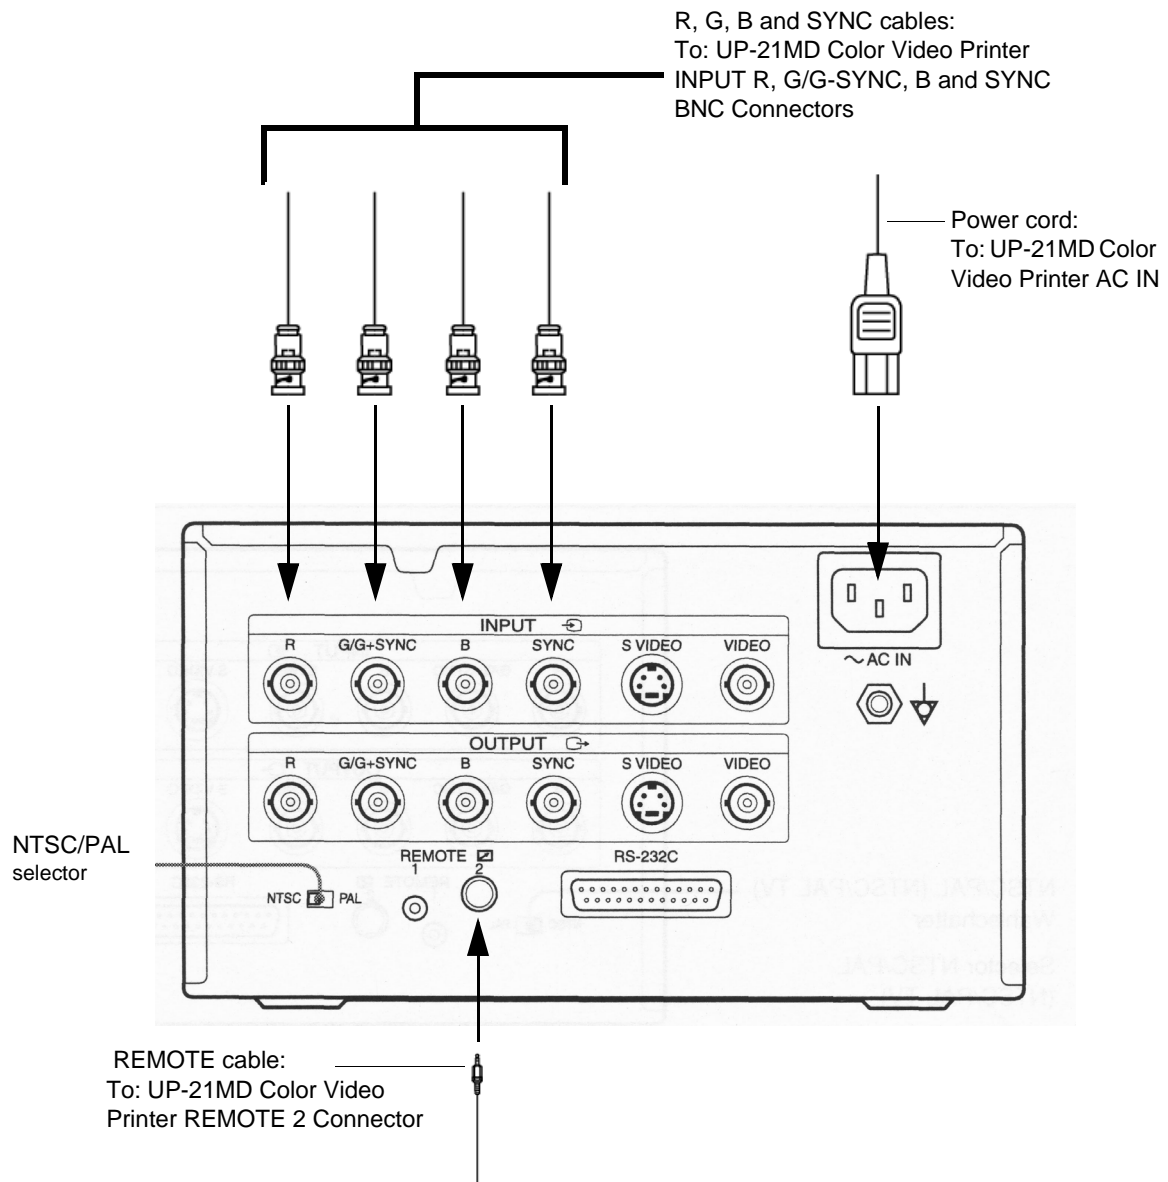 R, G, B and SYNC cables:
To: UP-21MD Color Video Printer
INPUT R, G/G-SYNC, B and SYNC
BNC Connectors
Power cord:
To: UP-21MD Color
Video Printer AC IN
INPUT
R G/G+SYNC B SYNC S VIDEO VIDEO
~ AC IN
OUTPUT
R G/G+SYNC B SYNC S VIDEO VIDEO
NTSC/PAL
selector
REMOTE
1 2
RS-232C
NTSC PAL
REMOTE cable:
To: UP-21MD Color Video
Printer REMOTE 2 Connector